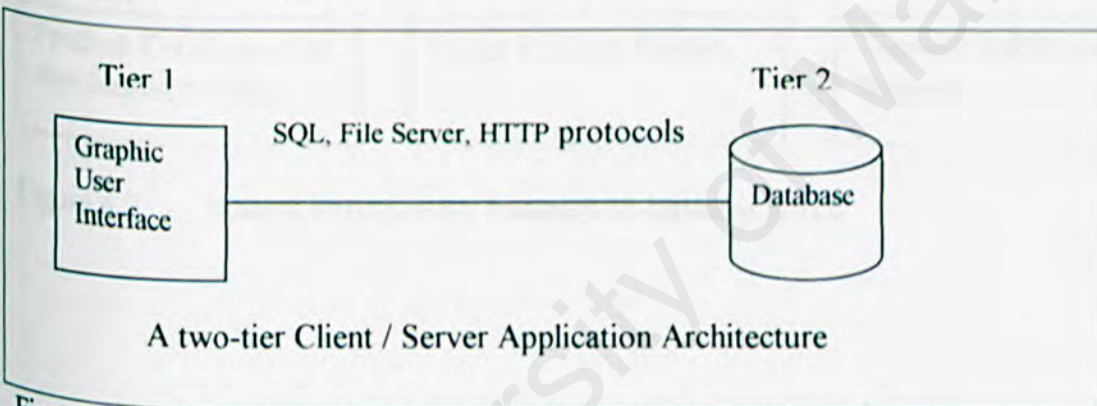 Tier 1
Tier 2
SQL, File Server, HTTP protocols
Graphic
User
Interface
Database
A two-tier Client / Server Application Architecture